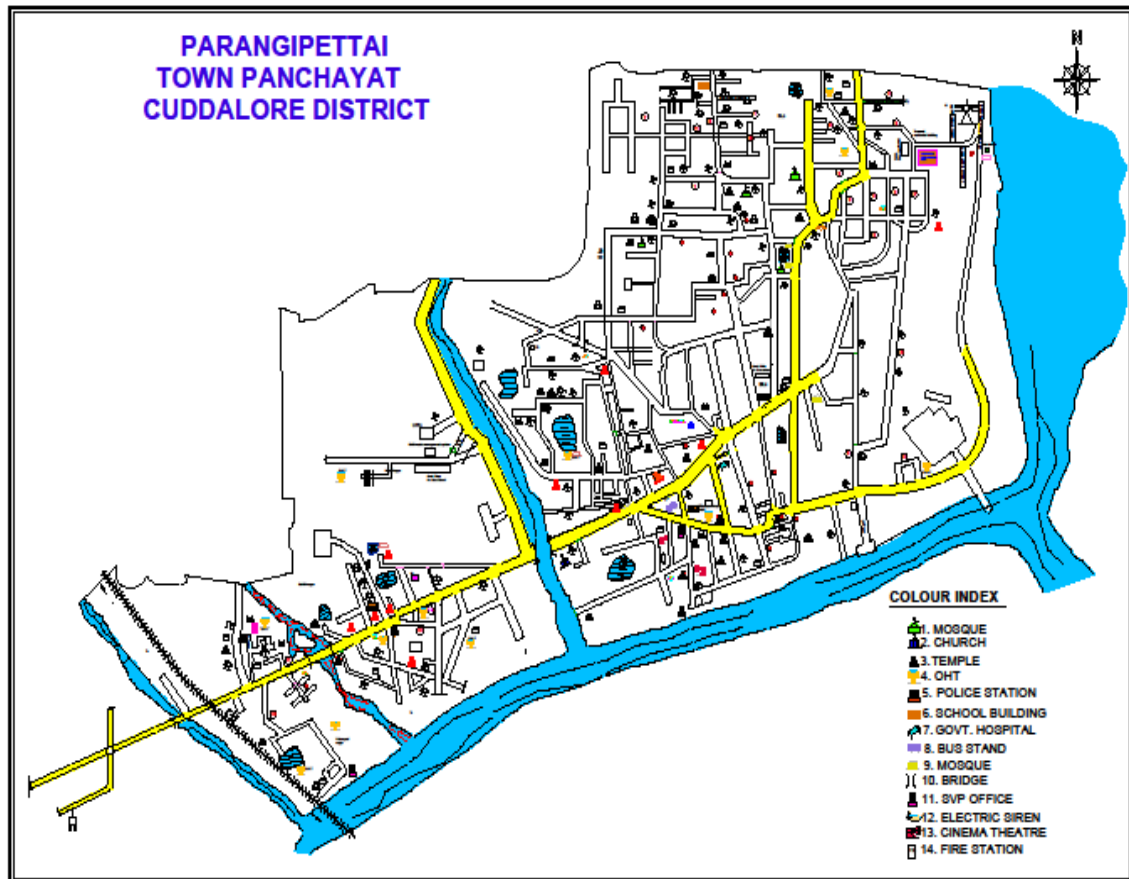 PARANGIPETTAI
TOWN PANCHAYAT
CUDDALORE DISTRICT
N
COLOUR INDEX
1. MOSQUE
2. CHURCH
3. TEMPLE
4. OHT
5. POLICE STATION
6. SCHOOL BUILDING
7. GOVT. HOSPITAL
8. BUS STAND
9. MOSQUE
10. BRIDGE
11. SVP OFFICE
12. ELECTRIC SIREN
13. CINEMA THEATRE
14. FIRE STATION